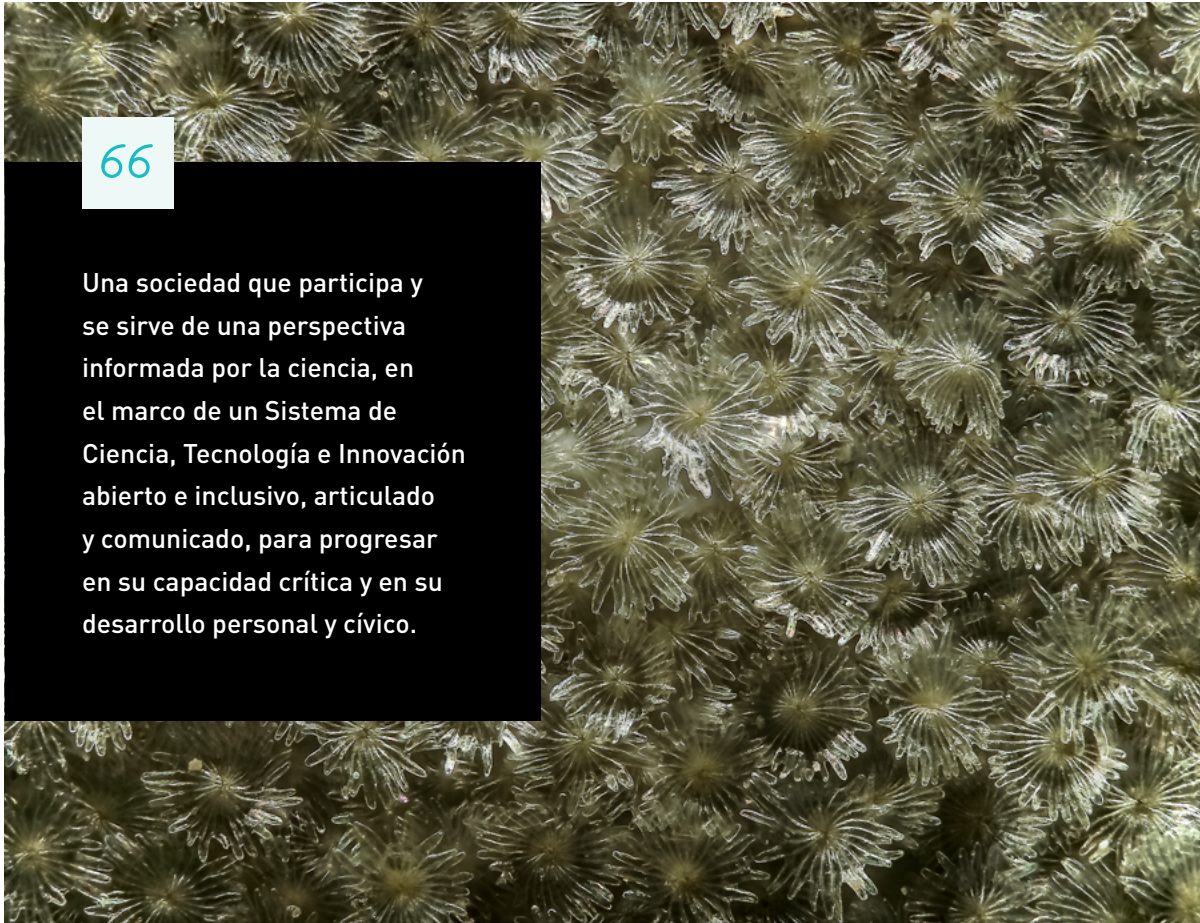 66
Una sociedad que participa y
se sirve de una perspectiva
informada por la ciencia, en
el marco de un Sistema de
Ciencia, Tecnología e Innovación
abierto e inclusivo, articulado
y comunicado, para progresar
en su capacidad crítica y en su
desarrollo personal y cívico.